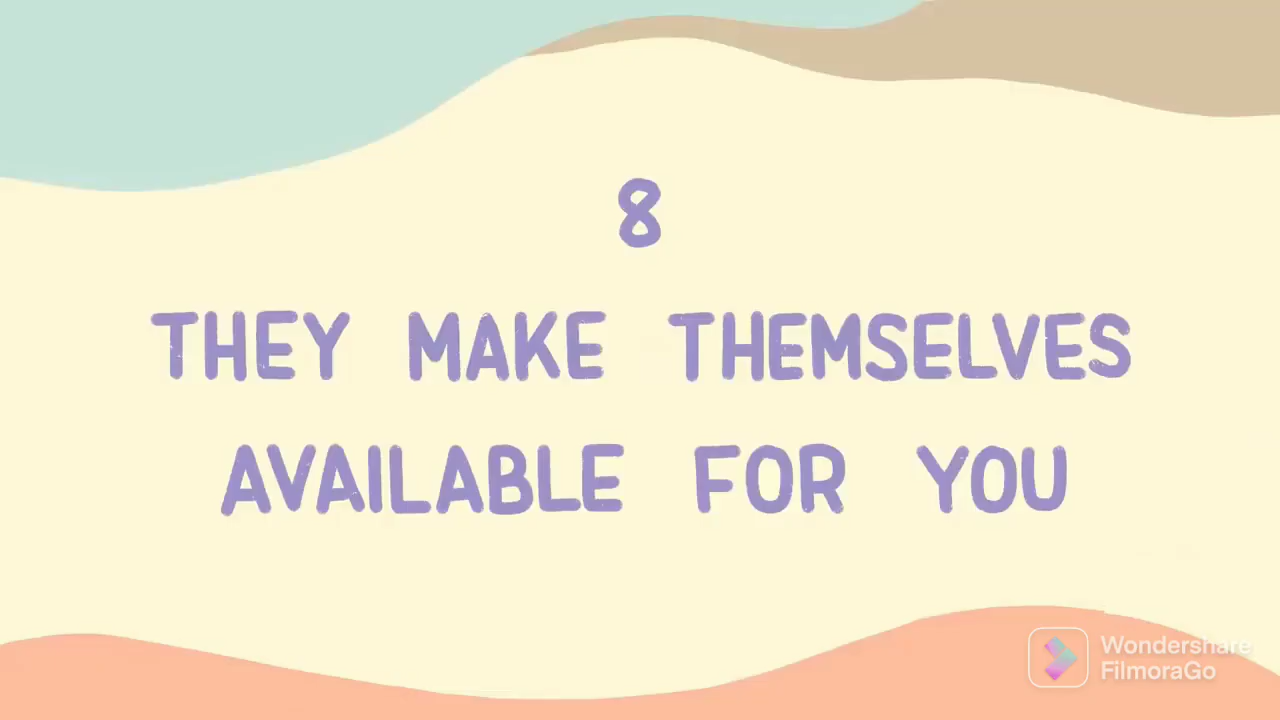 8
THEY MAKE THEMSELVES
AVAILABLE FOR YOU
Wondershare
FilmoraGo